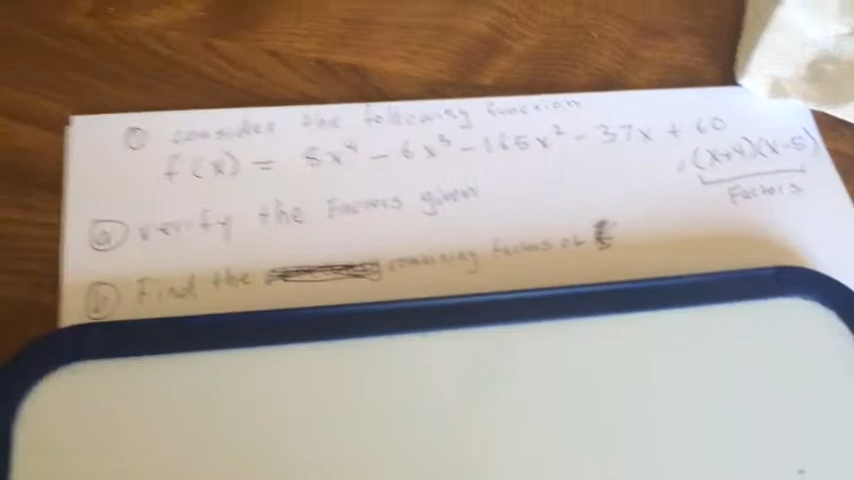 ① consider the following function
f(x) = 8x⁴ - 6x³ - 165x² - 37x + 60
, (x+4)(x-5)
Factors
ⓐ verify the Factors given
ⓑ Find the remaining factors of f